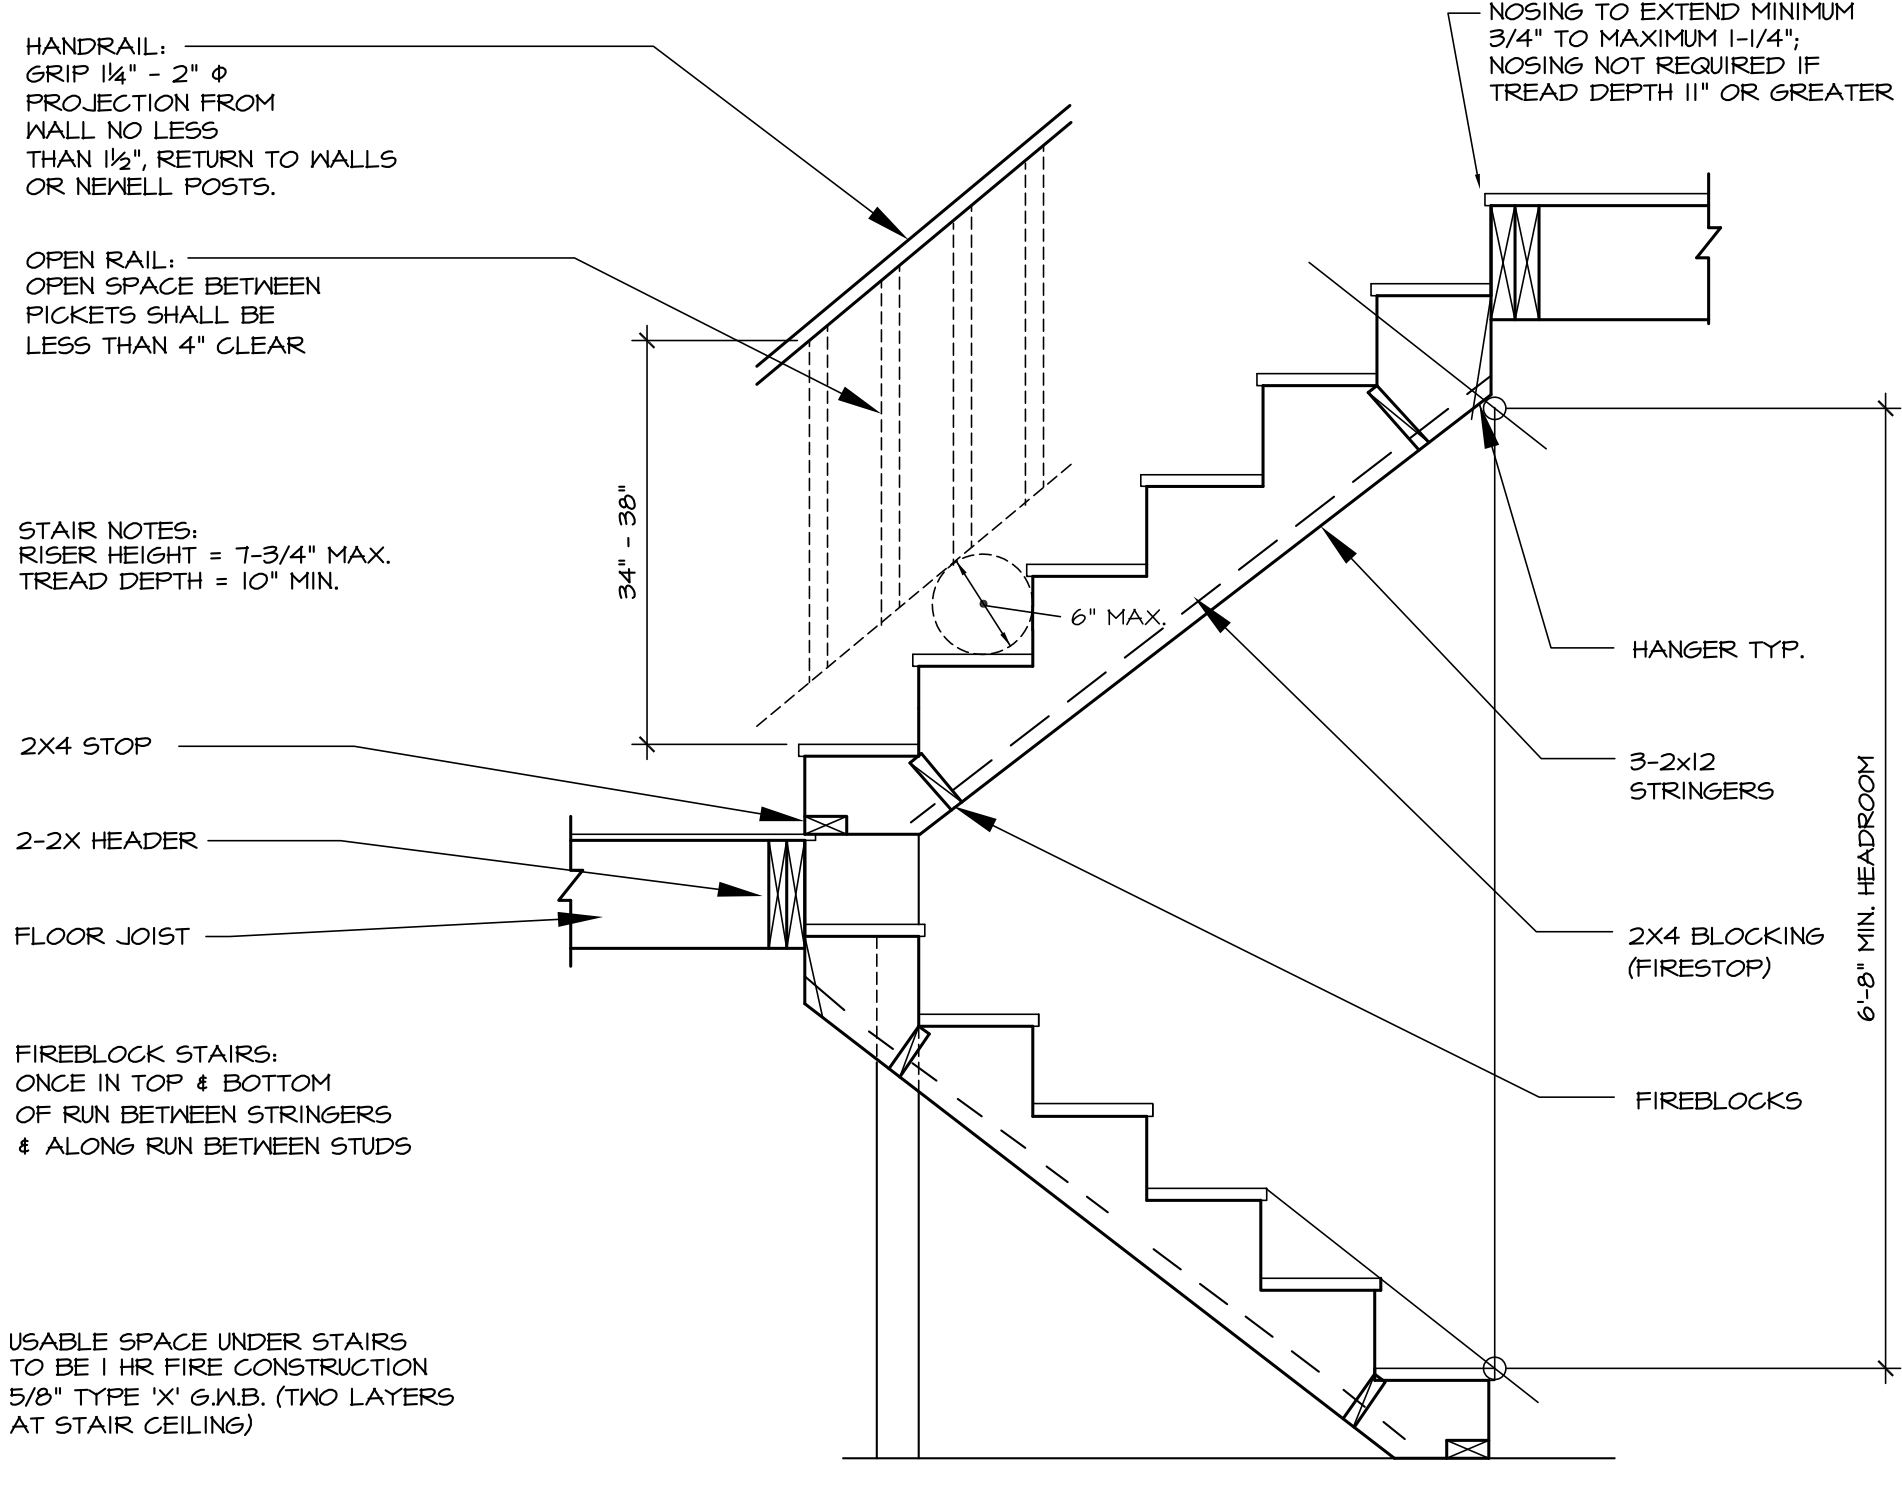 HANDRAIL:
GRIP 1¼" - 2" Φ
PROJECTION FROM
WALL NO LESS
THAN 1½", RETURN TO WALLS
OR NEWELL POSTS.
OPEN RAIL:
OPEN SPACE BETWEEN
PICKETS SHALL BE
LESS THAN 4" CLEAR
STAIR NOTES:
RISER HEIGHT = 7-3/4" MAX.
TREAD DEPTH = 10" MIN.
2X4 STOP
2-2X HEADER
FLOOR JOIST
FIREBLOCK STAIRS:
ONCE IN TOP & BOTTOM
OF RUN BETWEEN STRINGERS
& ALONG RUN BETWEEN STUDS
USABLE SPACE UNDER STAIRS
TO BE 1 HR FIRE CONSTRUCTION
5/8" TYPE 'X' G.W.B. (TWO LAYERS
AT STAIR CEILING)
34" - 38"
6" MAX.
NOSING TO EXTEND MINIMUM
3/4" TO MAXIMUM 1-1/4";
NOSING NOT REQUIRED IF
TREAD DEPTH 11" OR GREATER
HANGER TYP.
3-2x12
STRINGERS
2X4 BLOCKING
(FIRESTOP)
FIREBLOCKS
6'-8" MIN. HEADROOM